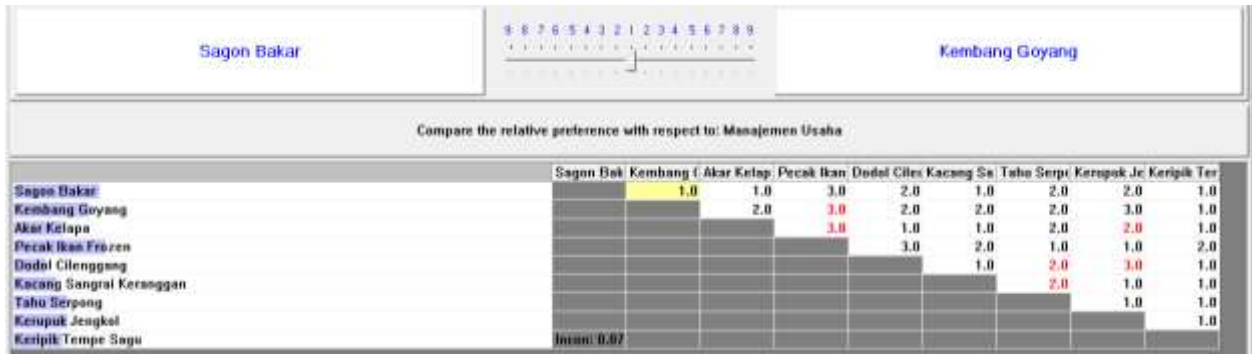 9 8 7 6 5 4 3 2 1 2 3 4 5 6 7 8 9
Sagon Bakar Kembang Goyang
Compare the relative preference with respect to: Manajemen Usaha
Sagon Bak Kembang G Akar Kelap Pecak Ikan Dodol Cilen Kacang Sa Tahu Serpo Kerupuk Je Keripik Ter
Sagon Bakar 1.0 1.0 3.0 2.0 1.0 2.0 2.0 1.0
Kembang Goyang 2.0 3.0 2.0 2.0 2.0 3.0 1.0
Akar Kelapa 3.0 1.0 1.0 2.0 2.0 1.0
Pecak Ikan Frozen 3.0 2.0 1.0 1.0 2.0
Dodol Cilenggang 1.0 2.0 3.0 1.0
Kacang Sangrai Keranggan 2.0 1.0 1.0
Tahu Serpong 1.0 1.0
Kerupuk Jengkol 1.0
Keripik Tempe Sagu Incon: 0.07